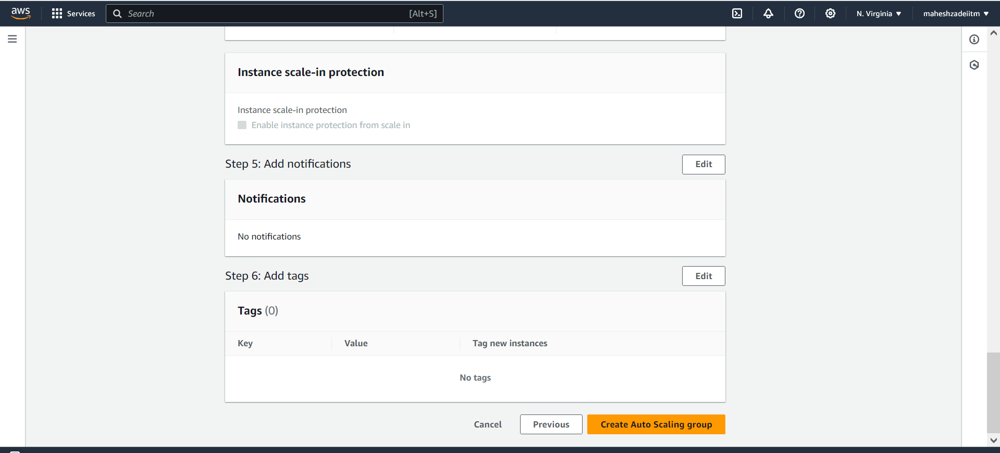 aws
Services
Search
[Alt+S]
N. Virginia
maheshzadeiitm
Instance scale-in protection
Instance scale-in protection
Enable instance protection from scale in
Step 5: Add notifications
Edit
Notifications
No notifications
Step 6: Add tags
Edit
Tags (0)
Key Value Tag new instances
No tags
Cancel Previous Create Auto Scaling group